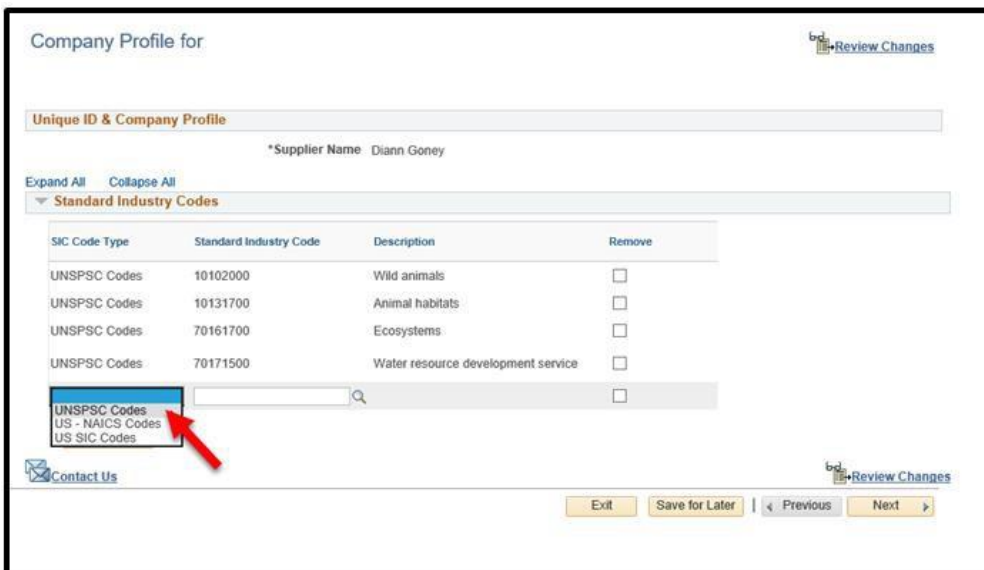 Company Profile for
Review Changes
Unique ID & Company Profile
*Supplier Name Diann Goney
Expand All Collapse All
Standard Industry Codes
SIC Code Type Standard Industry Code Description Remove
UNSPSC Codes 10102000 Wild animals
UNSPSC Codes 10131700 Animal habitats
UNSPSC Codes 70161700 Ecosystems
UNSPSC Codes 70171500 Water resource development service
UNSPSC Codes
US - NAICS Codes
US SIC Codes
Contact Us
Review Changes
Exit Save for Later | Previous Next